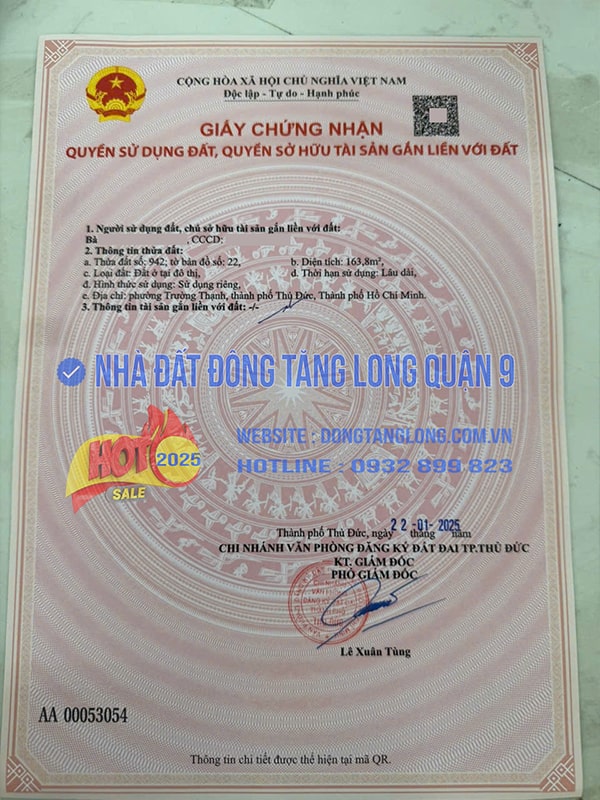 CỘNG HÒA XÃ HỘI CHỦ NGHĨA VIỆT NAM
Độc lập - Tự do - Hạnh phúc
GIẤY CHỨNG NHẬN
QUYỀN SỬ DỤNG ĐẤT, QUYỀN SỞ HỮU TÀI SẢN GẮN LIỀN VỚI ĐẤT
1. Người sử dụng đất, chủ sở hữu tài sản gắn liền với đất:
Bà , CCCD:
2. Thông tin thửa đất:
a. Thửa đất số: 942; tờ bản đồ số: 22, b. Diện tích: 163,8m²,
c. Loại đất: Đất ở tại đô thị, d. Thời hạn sử dụng: Lâu dài,
đ. Hình thức sử dụng: Sử dụng riêng,
e. Địa chỉ: phường Trường Thạnh, thành phố Thủ Đức, Thành phố Hồ Chí Minh.
3. Thông tin tài sản gắn liền với đất: -/-
NHÀ ĐẤT ĐÔNG TĂNG LONG QUẬN 9
HOT 2025
SALE
WEBSITE : DONGTANGLONG.COM.VN
HOTLINE : 0932 899 823
Thành phố Thủ Đức, ngày 22 tháng -01- năm 2025
CHI NHÁNH VĂN PHÒNG ĐĂNG KÝ ĐẤT ĐAI TP.THỦ ĐỨC
KT. GIÁM ĐỐC
PHÓ GIÁM ĐỐC
Lê Xuân Tùng
AA 00053054
Thông tin chi tiết được thể hiện tại mã QR.